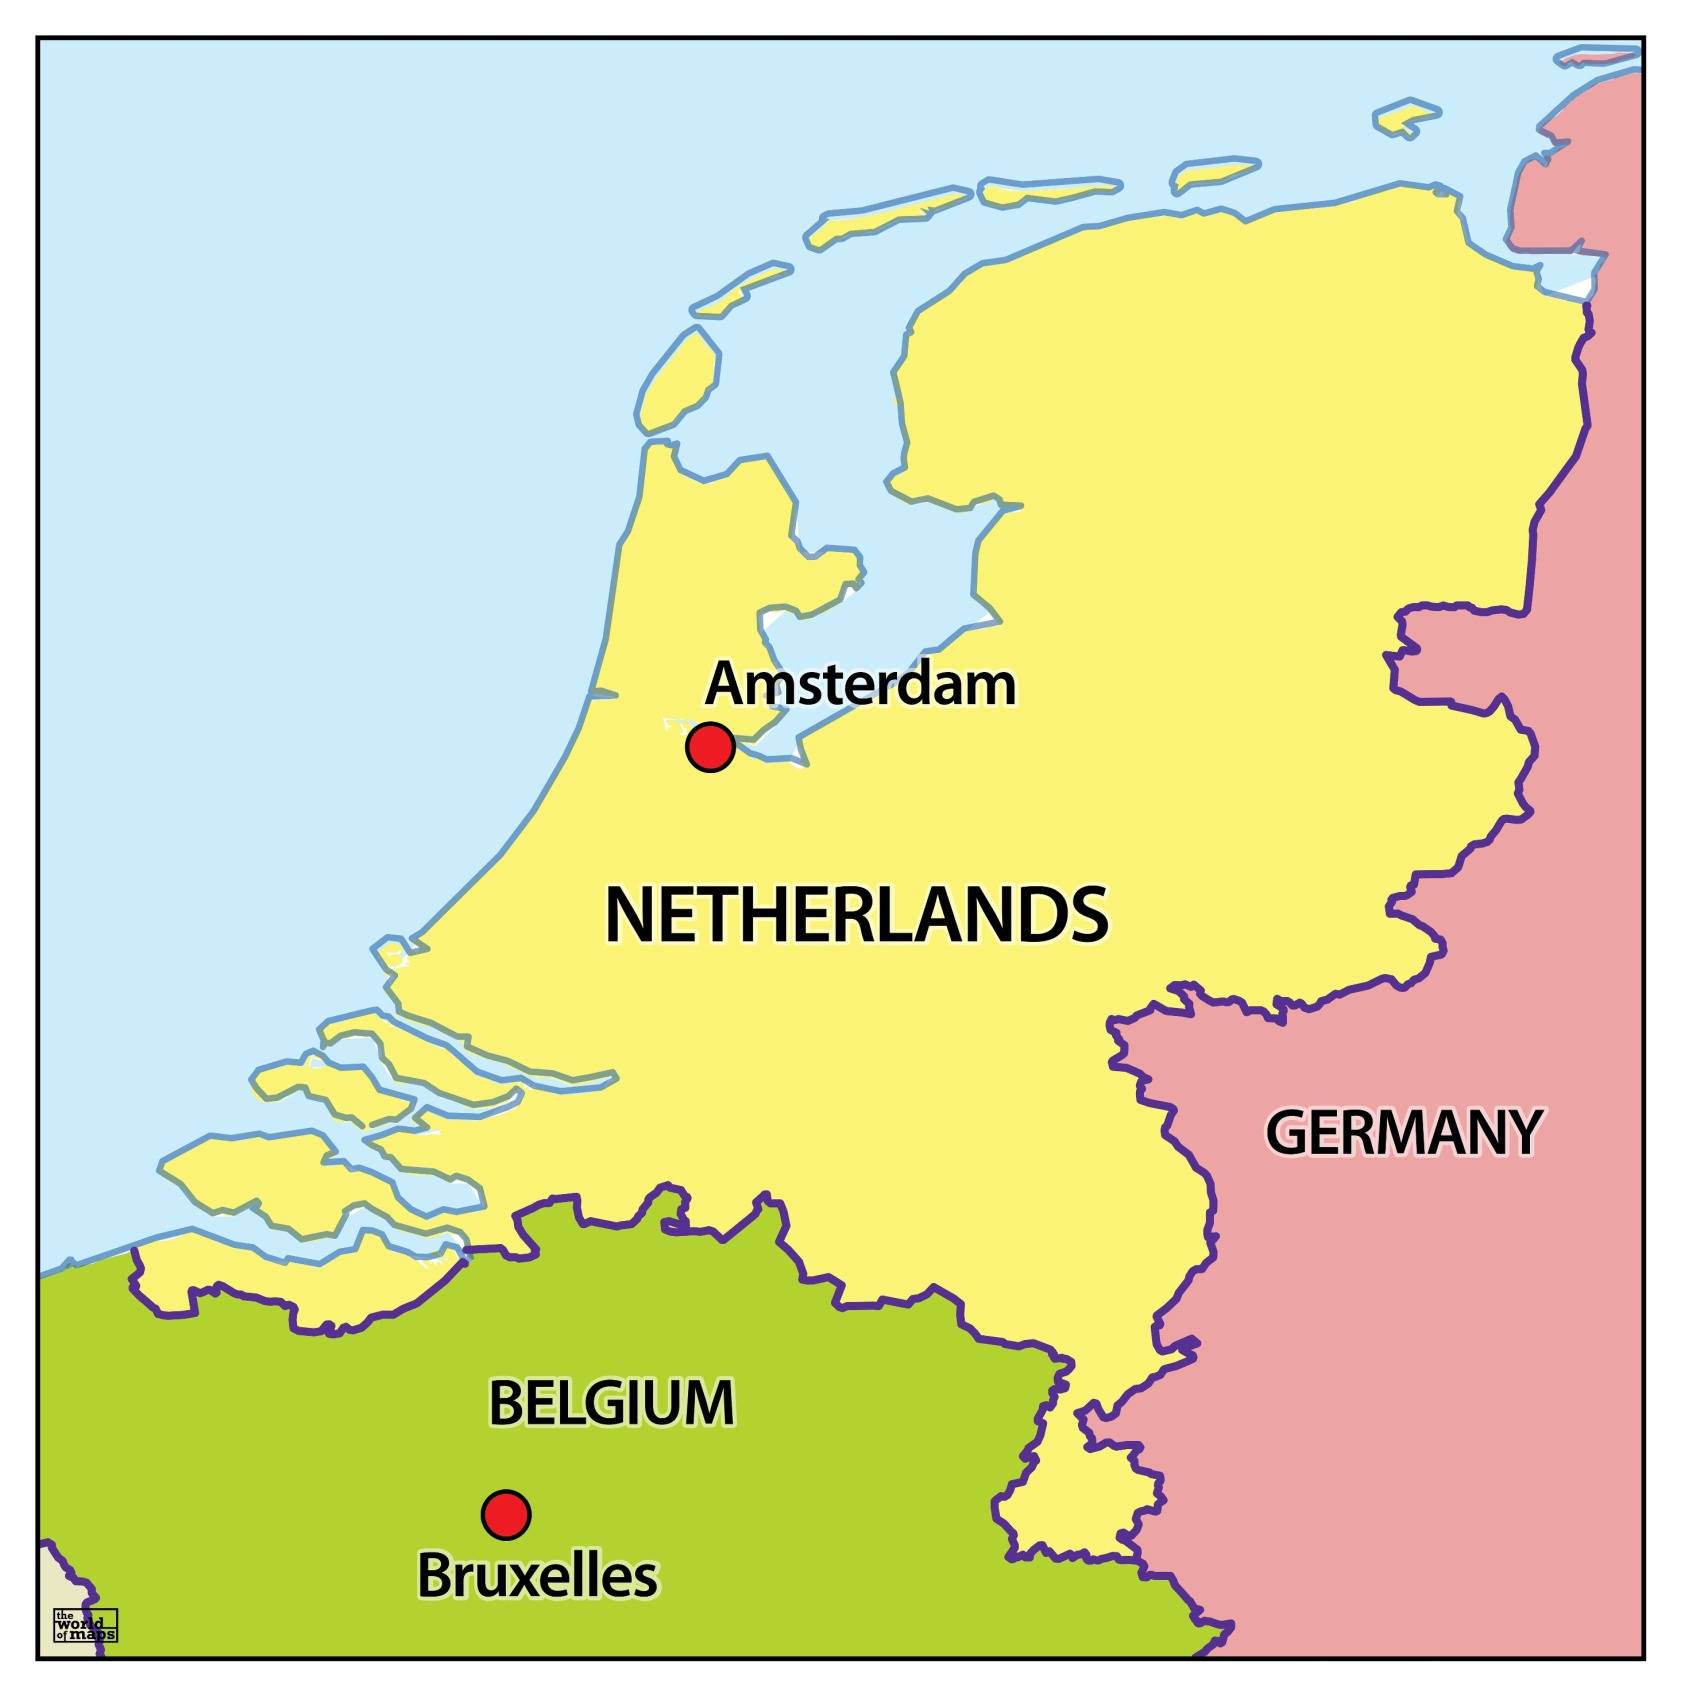 Amsterdam
NETHERLANDS
GERMANY
BELGIUM
Bruxelles
the
world
of maps